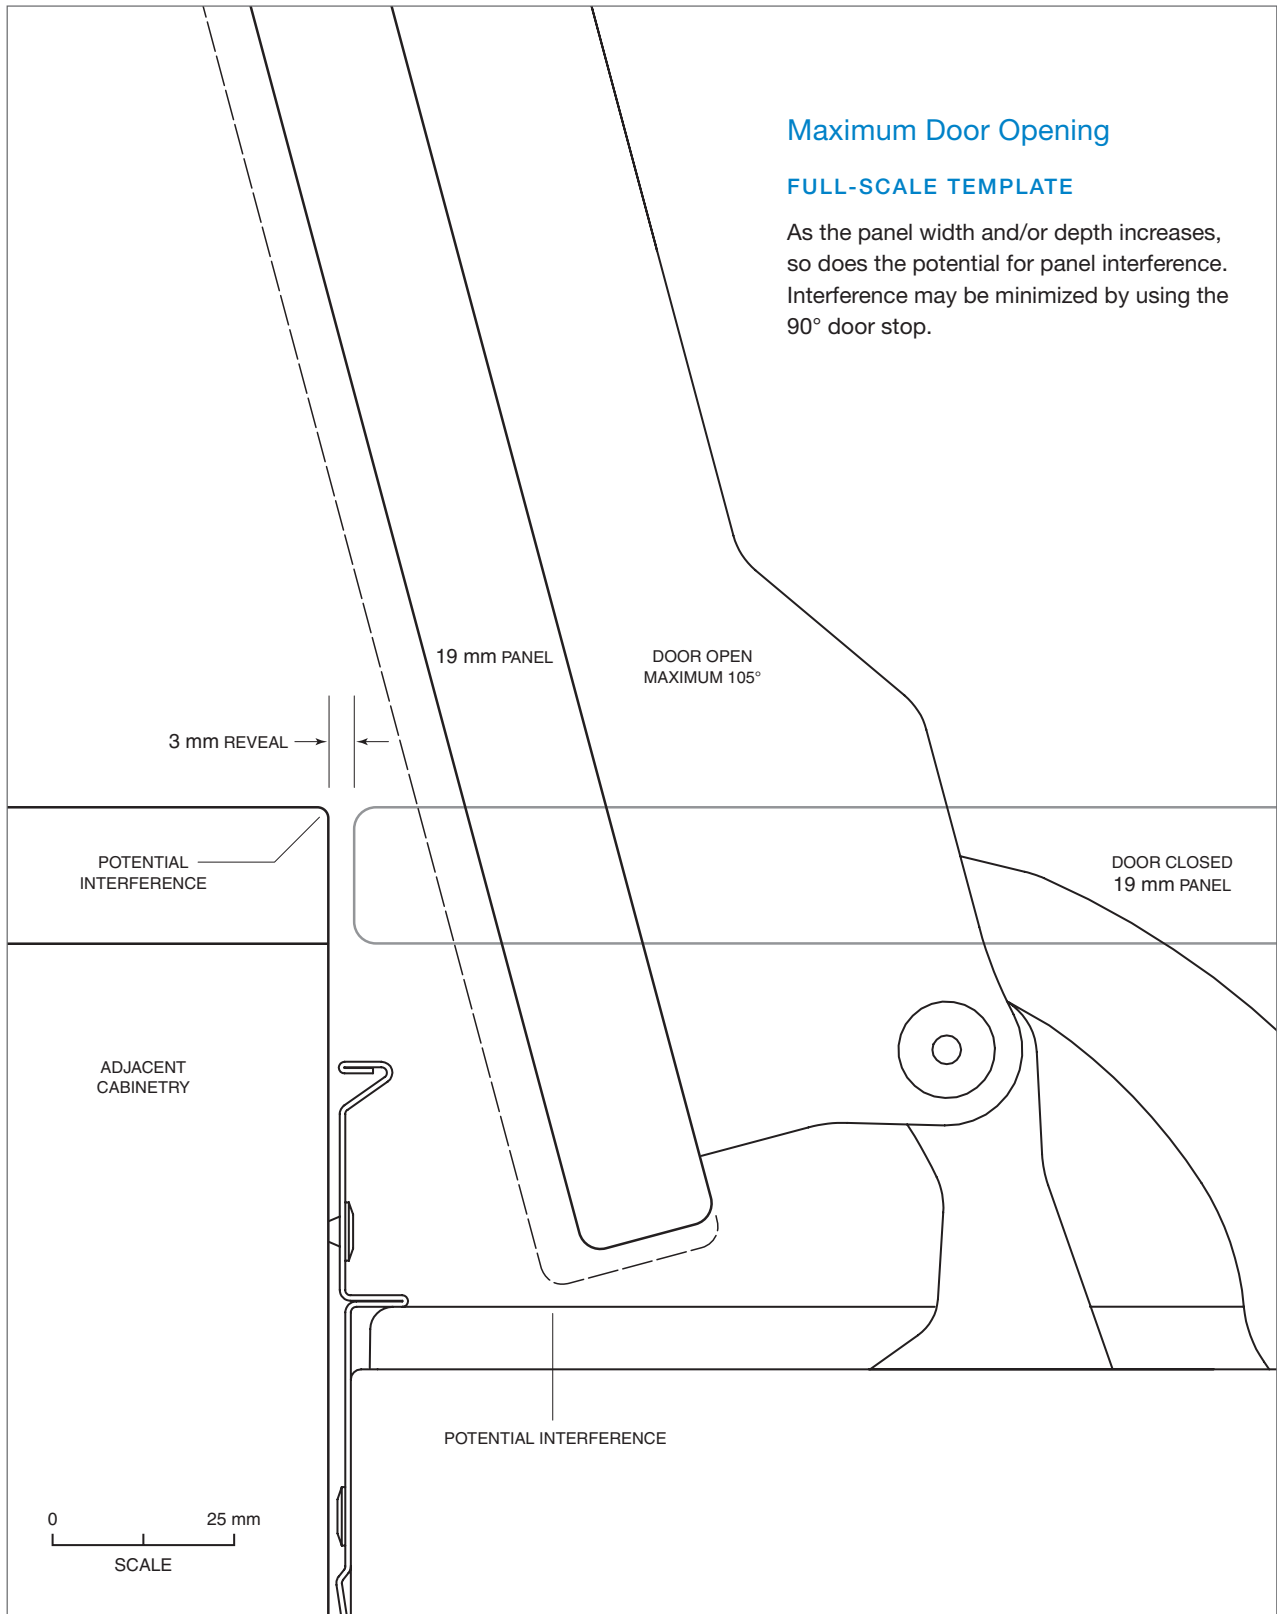 Maximum Door Opening
FULL-SCALE TEMPLATE
As the panel width and/or depth increases,
so does the potential for panel interference.
Interference may be minimized by using the
90° door stop.
19 mm PANEL
DOOR OPEN
MAXIMUM 105°
3 mm REVEAL
POTENTIAL
INTERFERENCE
DOOR CLOSED
19 mm PANEL
ADJACENT
CABINETRY
POTENTIAL INTERFERENCE
0 25 mm
SCALE